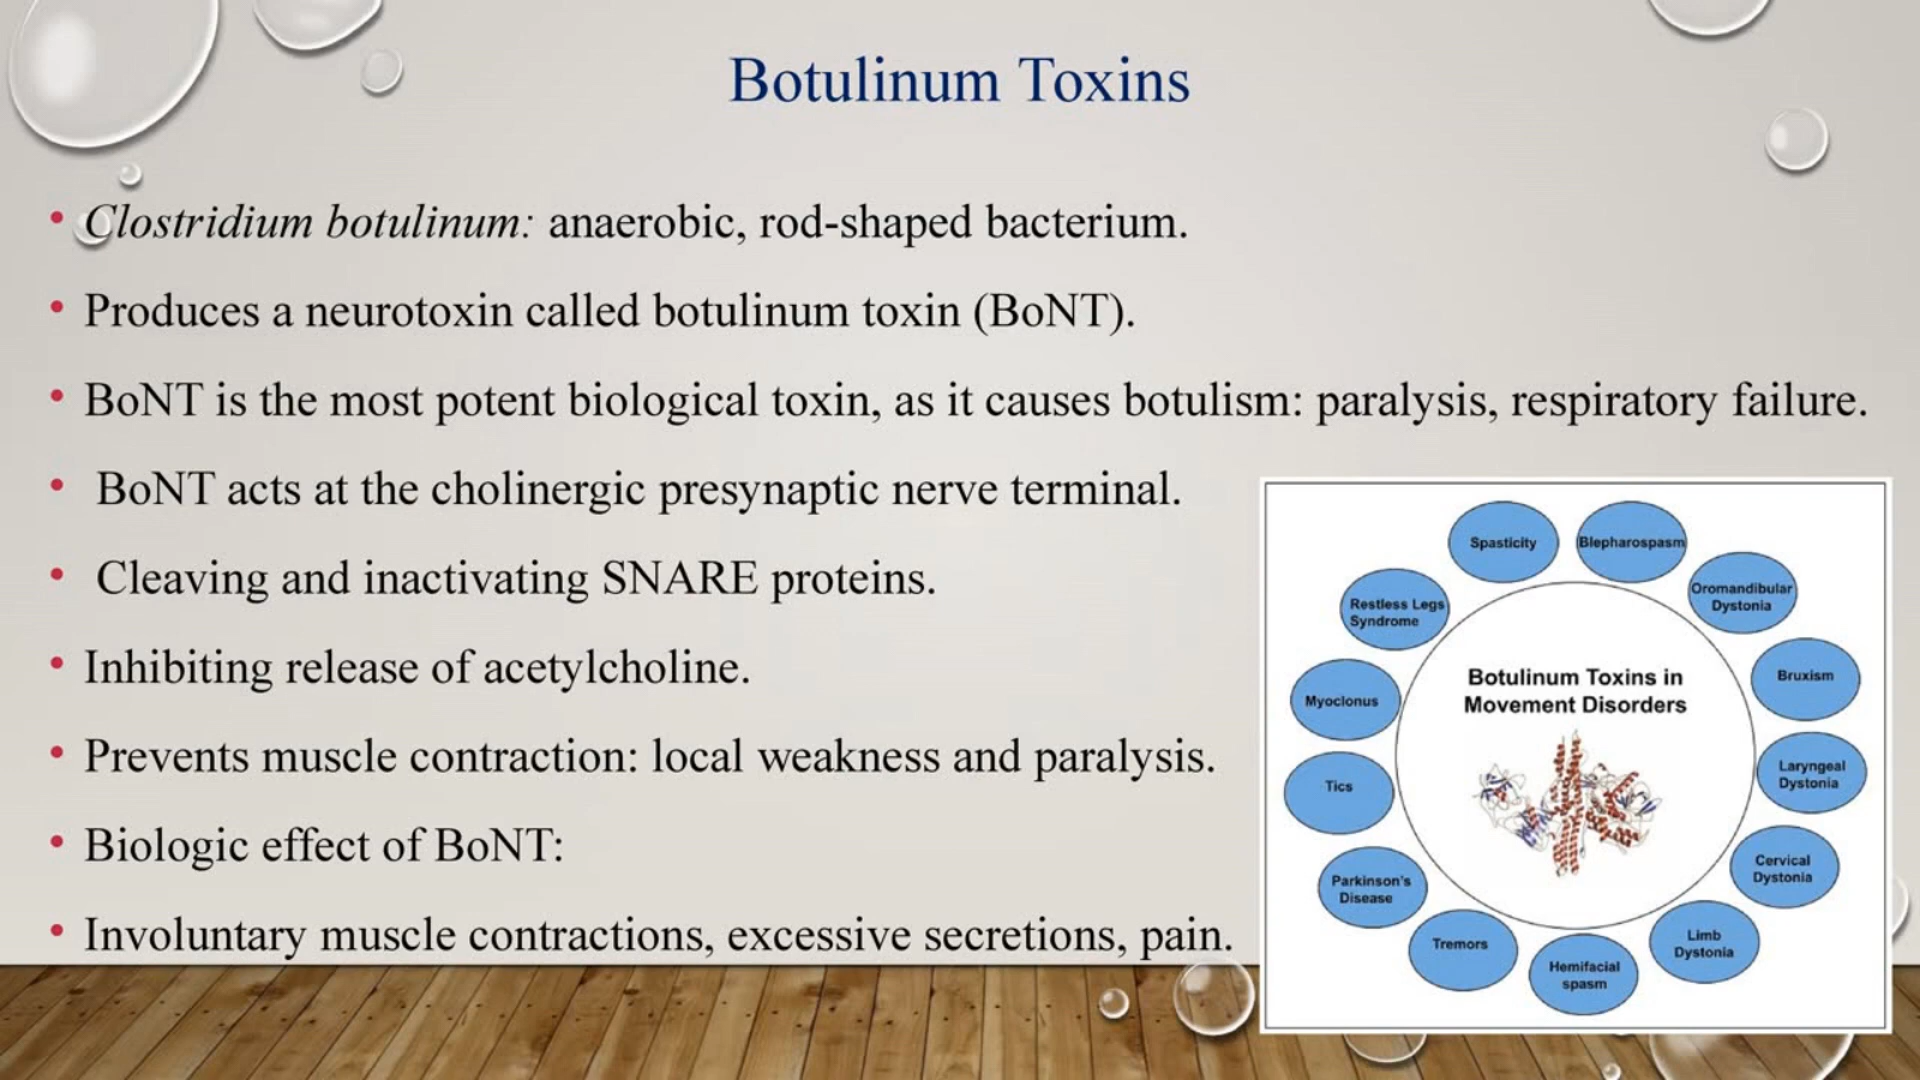 Botulinum Toxins
• Clostridium botulinum: anaerobic, rod-shaped bacterium.
• Produces a neurotoxin called botulinum toxin (BoNT).
• BoNT is the most potent biological toxin, as it causes botulism: paralysis, respiratory failure.
• BoNT acts at the cholinergic presynaptic nerve terminal.
• Cleaving and inactivating SNARE proteins.
• Inhibiting release of acetylcholine.
• Prevents muscle contraction: local weakness and paralysis.
• Biologic effect of BoNT:
• Involuntary muscle contractions, excessive secretions, pain.
Botulinum Toxins in
Movement Disorders
Spasticity
Blepharospasm
Oromandibular
Dystonia
Bruxism
Laryngeal
Dystonia
Cervical
Dystonia
Limb
Dystonia
Hemifacial
spasm
Tremors
Parkinson's
Disease
Tics
Myoclonus
Restless Legs
Syndrome